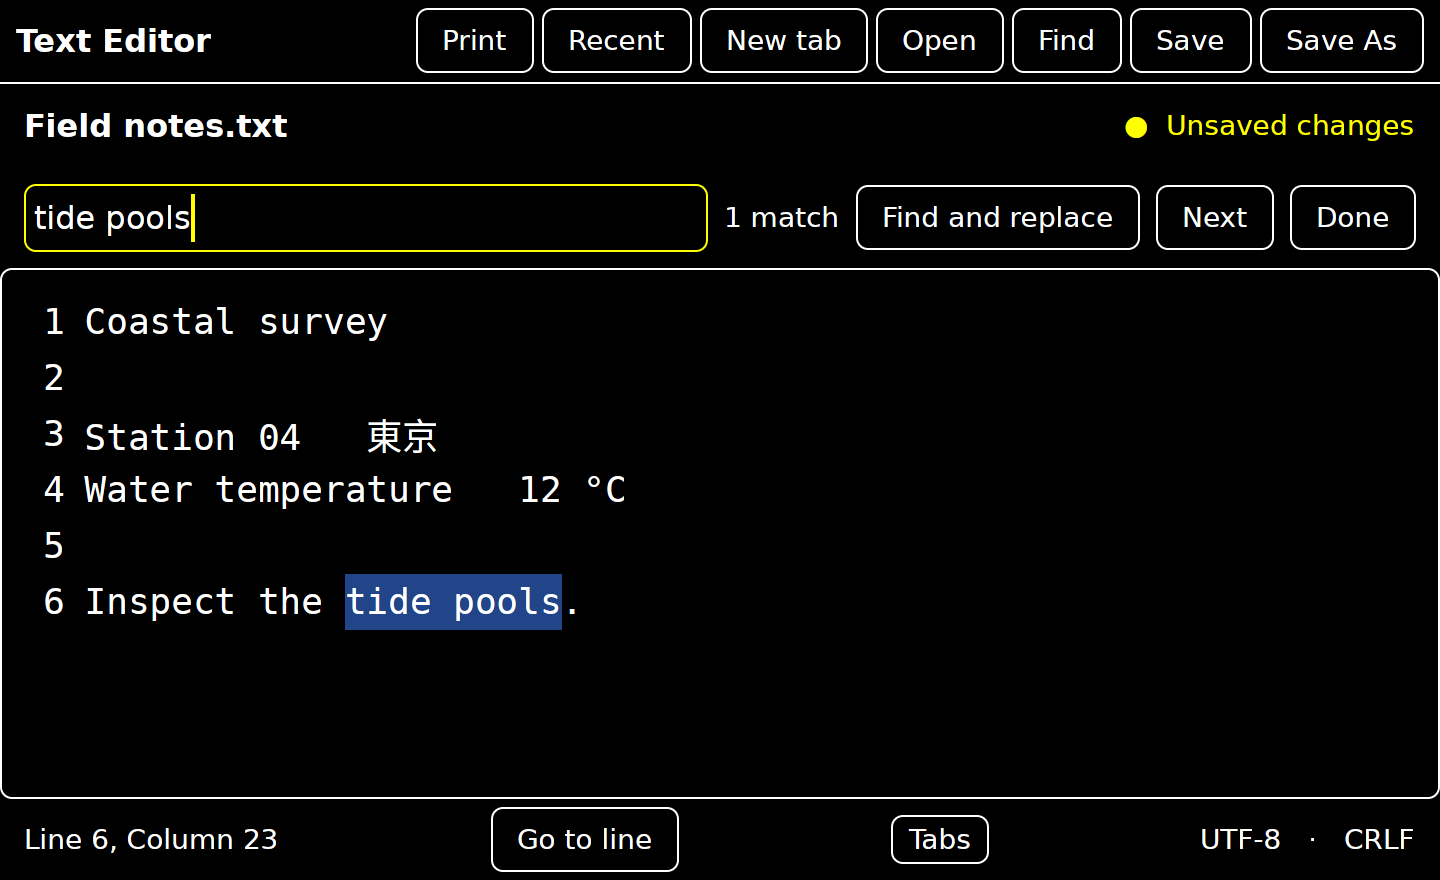 Text Editor Print Recent New tab Open Find Save Save As
Field notes.txt ● Unsaved changes
tide pools 1 match Find and replace Next Done
1 Coastal survey
2
3 Station 04   東京
4 Water temperature   12 °C
5
6 Inspect the tide pools.
Line 6, Column 23 Go to line Tabs UTF-8 · CRLF